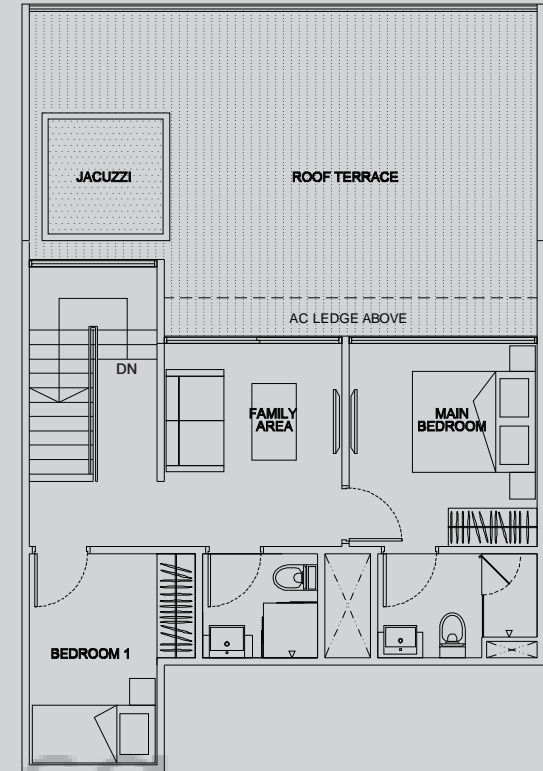 JACUZZI
ROOF TERRACE
AC LEDGE ABOVE
DN
FAMILY
AREA
MAIN
BEDROOM
BEDROOM 1